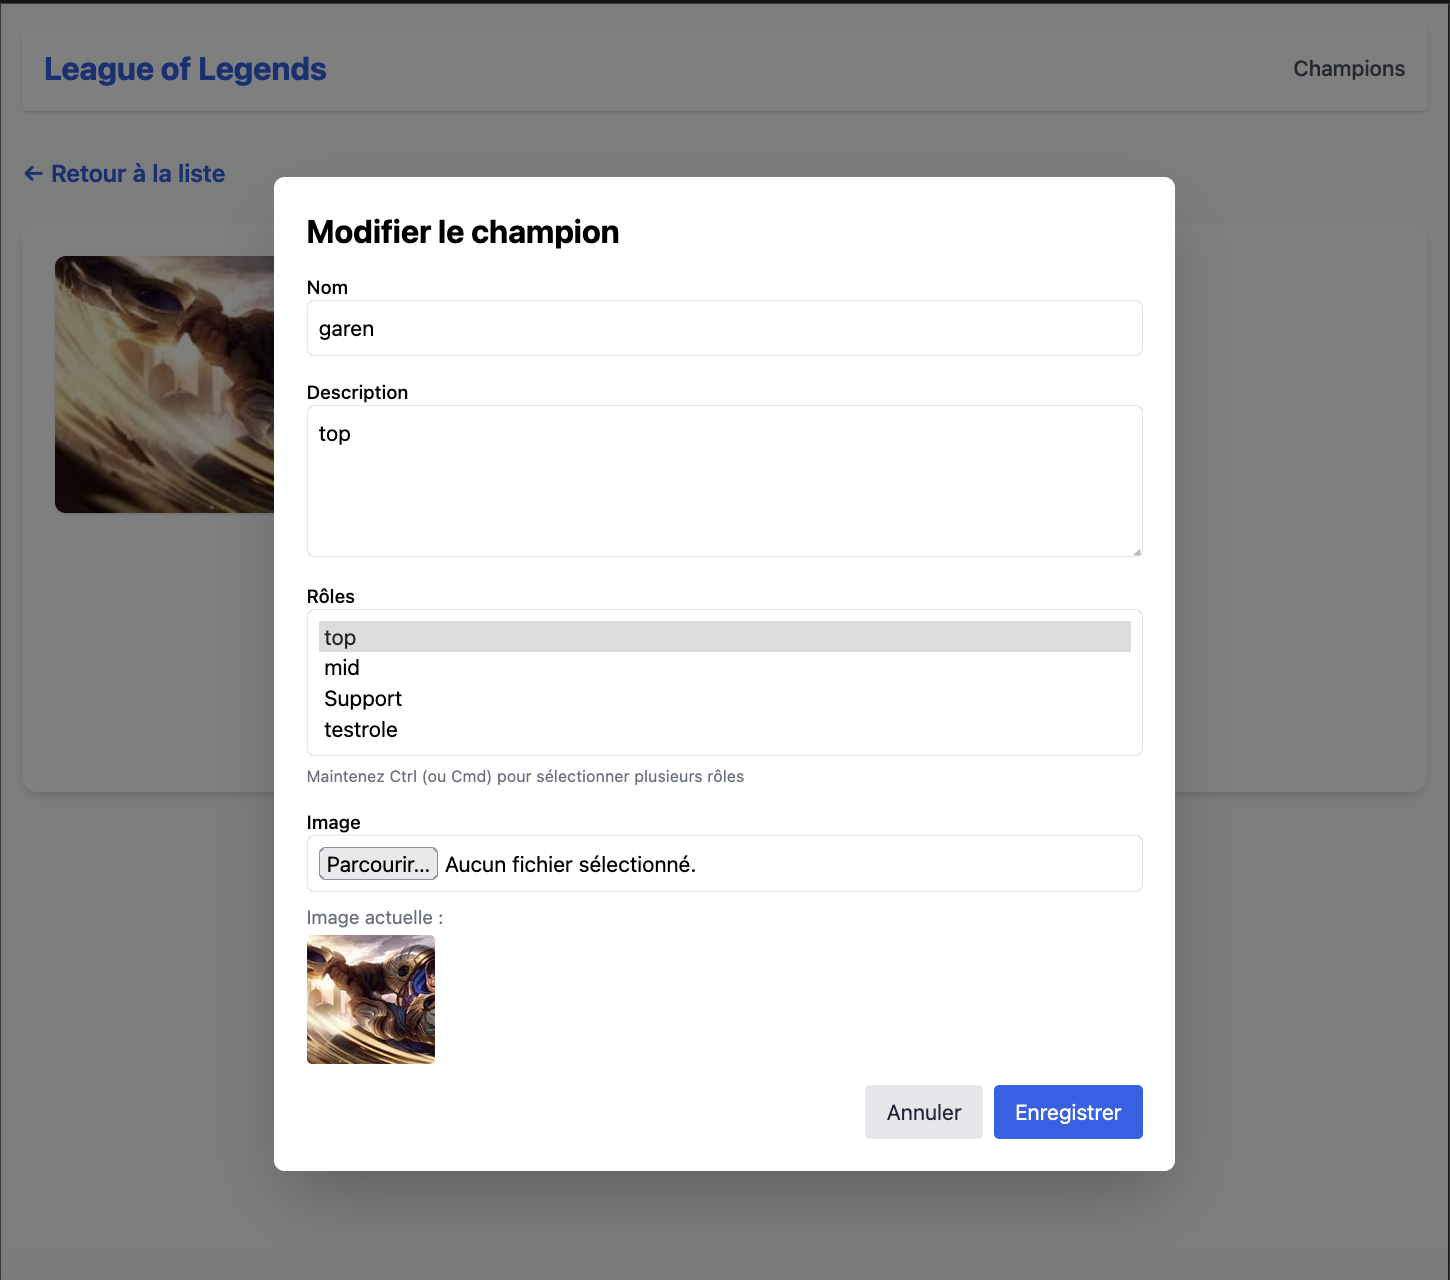 League of Legends
Champions
← Retour à la liste
Modifier le champion
Nom
garen
Description
top
Rôles
top
mid
Support
testrole
Maintenez Ctrl (ou Cmd) pour sélectionner plusieurs rôles
Image
Parcourir... Aucun fichier sélectionné.
Image actuelle :
Annuler
Enregistrer